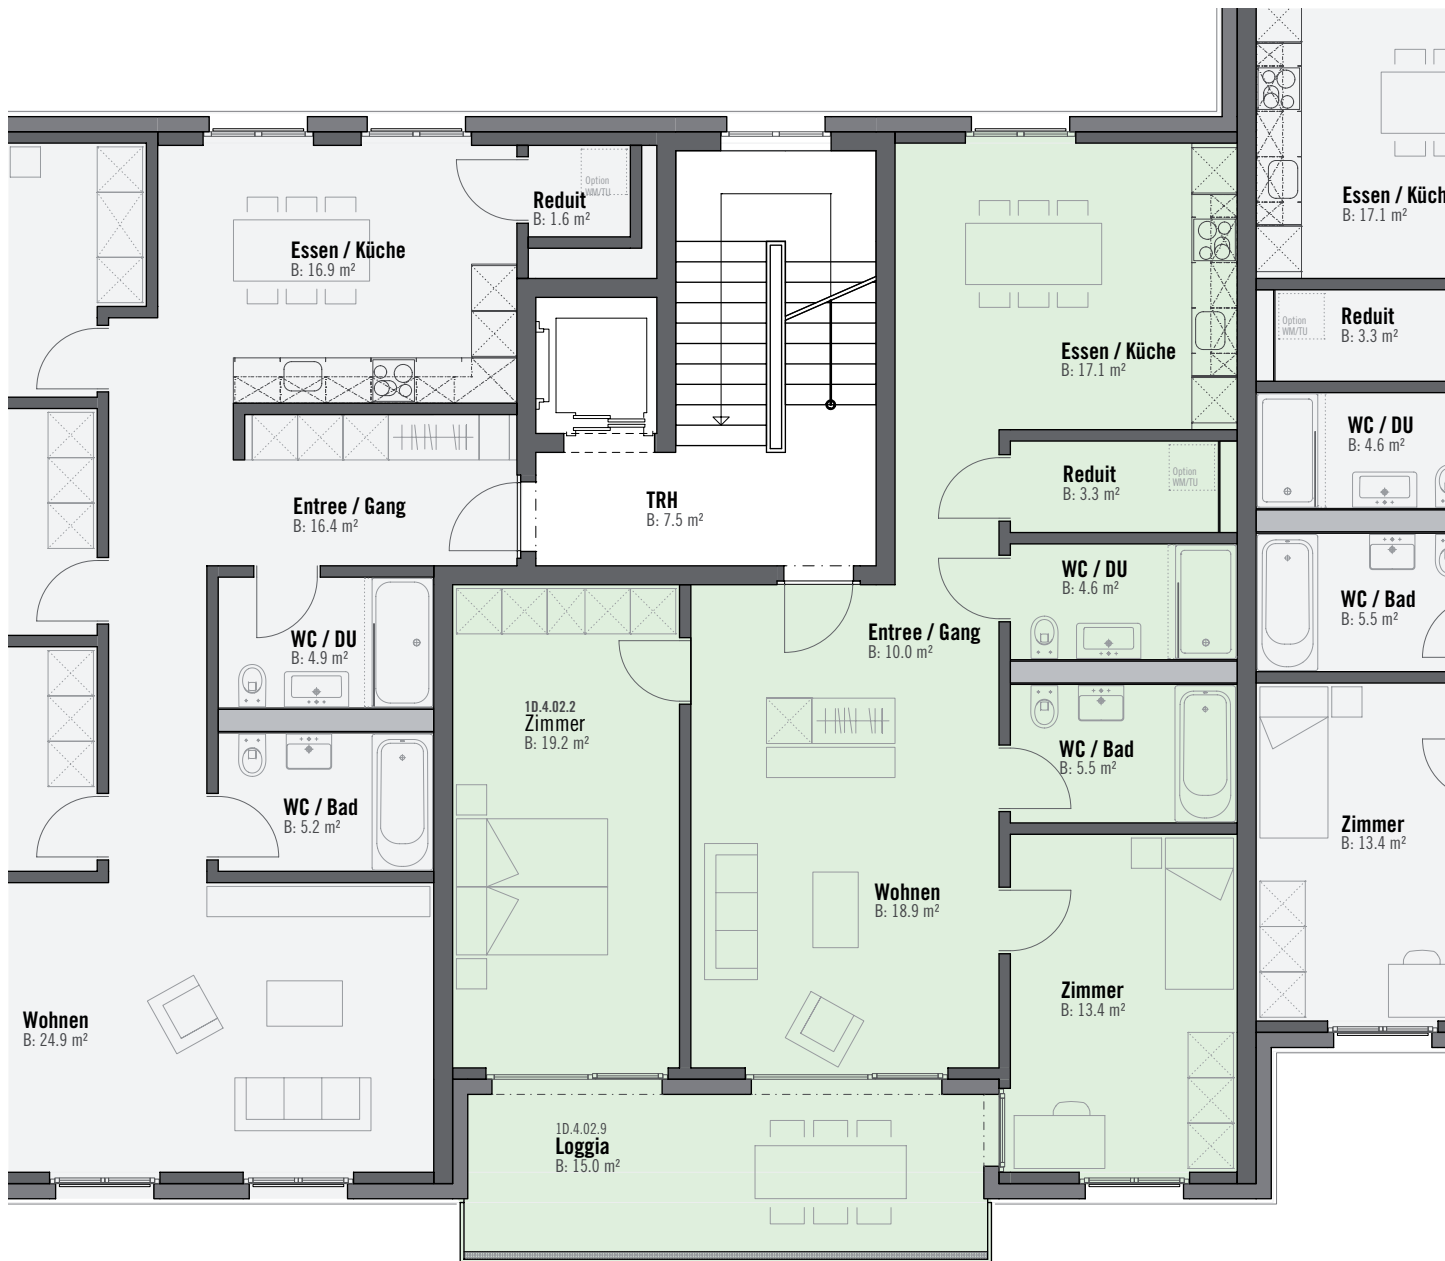 Reduit
B: 1.6 m²
Option
WM/TU
Essen / Küche
B: 16.9 m²
Entree / Gang
B: 16.4 m²
WC / DU
B: 4.9 m²
WC / Bad
B: 5.2 m²
Wohnen
B: 24.9 m²
TRH
B: 7.5 m²
Essen / Küche
B: 17.1 m²
Reduit
B: 3.3 m²
Option
WM/TU
WC / DU
B: 4.6 m²
Entree / Gang
B: 10.0 m²
1D.4.02.2
Zimmer
B: 19.2 m²
WC / Bad
B: 5.5 m²
Wohnen
B: 18.9 m²
Zimmer
B: 13.4 m²
1D.4.02.9
Loggia
B: 15.0 m²
Essen / Küch
B: 17.1 m²
Reduit
B: 3.3 m²
Option
WM/TU
WC / DU
B: 4.6 m²
WC / Bad
B: 5.5 m²
Zimmer
B: 13.4 m²